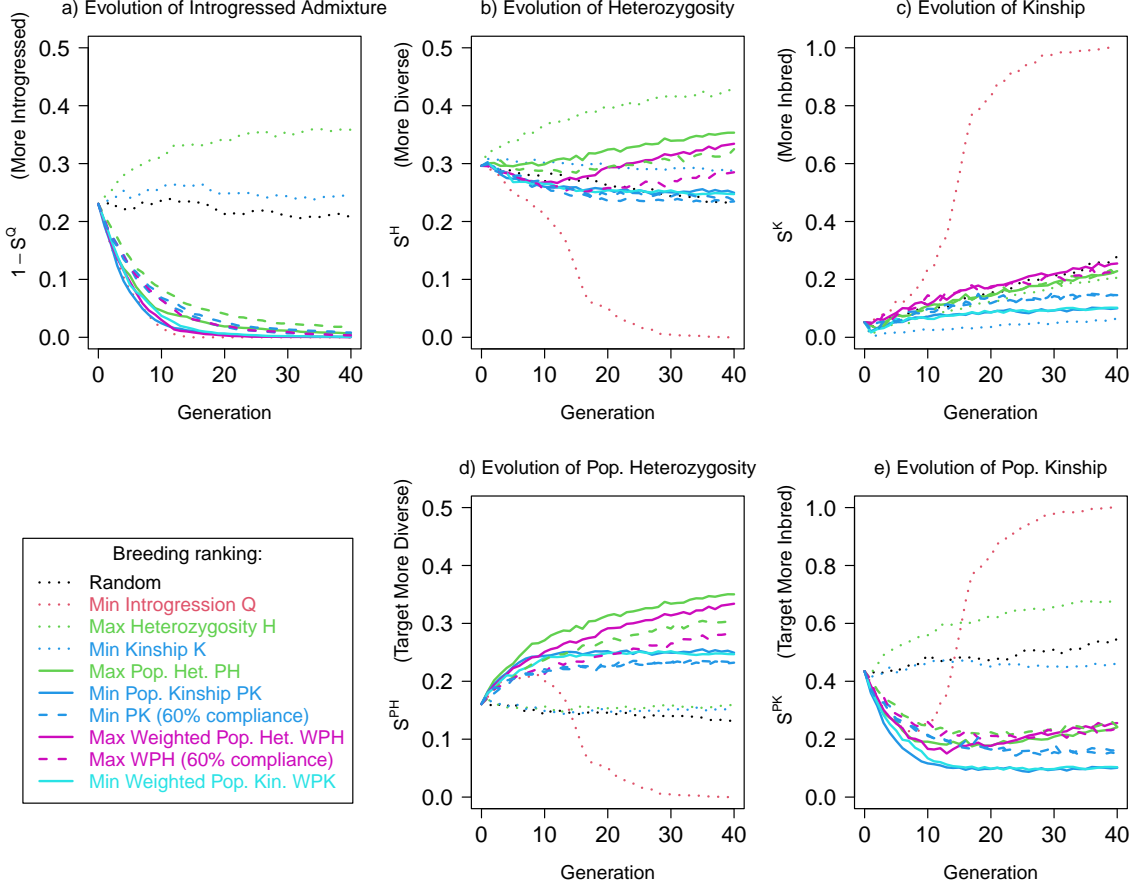 a) Evolution of Introgressed Admixture
b) Evolution of Heterozygosity
c) Evolution of Kinship
1 − S^Q (More Introgressed)
0.5
0.4
0.3
0.2
0.1
0.0
0 10 20 30 40
Generation
S^H (More Diverse)
0.5
0.4
0.3
0.2
0.1
0.0
0 10 20 30 40
Generation
S^K (More Inbred)
1.0
0.8
0.6
0.4
0.2
0.0
0 10 20 30 40
Generation
d) Evolution of Pop. Heterozygosity
e) Evolution of Pop. Kinship
Breeding ranking:
Random
Min Introgression Q
Max Heterozygosity H
Min Kinship K
Max Pop. Het. PH
Min Pop. Kinship PK
Min PK (60% compliance)
Max Weighted Pop. Het. WPH
Max WPH (60% compliance)
Min Weighted Pop. Kin. WPK
S^PH (Target More Diverse)
0.5
0.4
0.3
0.2
0.1
0.0
0 10 20 30 40
Generation
S^PK (Target More Inbred)
1.0
0.8
0.6
0.4
0.2
0.0
0 10 20 30 40
Generation